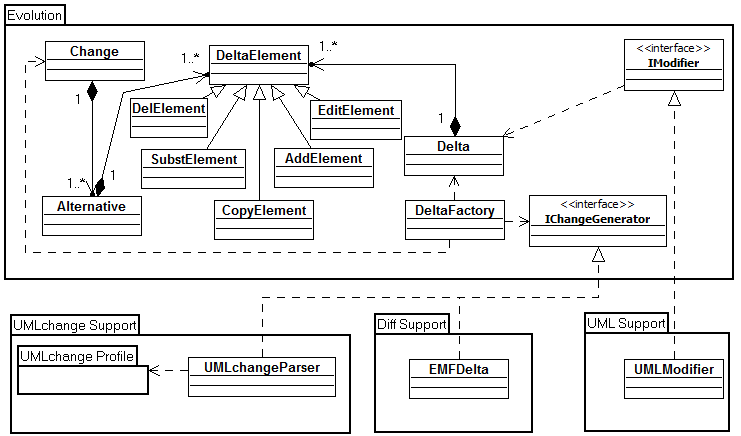 Evolution
Change
DeltaElement
<<interface>>
IModifier
1..*
1..*
1
DelElement
EditElement
1
Delta
SubstElement
AddElement
1..*
1
Alternative
CopyElement
DeltaFactory
<<interface>>
IChangeGenerator
UMLchange Support
Diff Support
UML Support
UMLchange Profile
UMLchangeParser
EMFDelta
UMLModifier